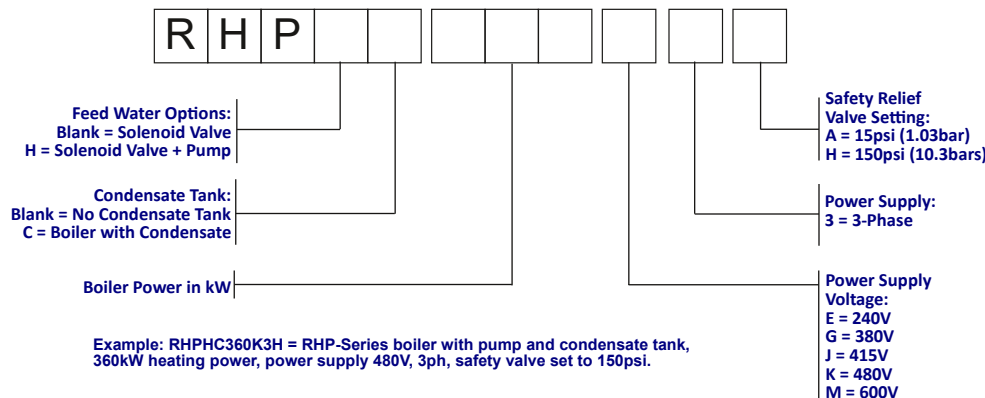 R H P
Feed Water Options:
Blank = Solenoid Valve
H = Solenoid Valve + Pump
Condensate Tank:
Blank = No Condensate Tank
C = Boiler with Condensate
Boiler Power in kW
Safety Relief
Valve Setting:
A = 15psi (1.03bar)
H = 150psi (10.3bars)
Power Supply:
3 = 3-Phase
Power Supply
Voltage:
E = 240V
G = 380V
J = 415V
K = 480V
M = 600V
Example: RHPHC360K3H = RHP-Series boiler with pump and condensate tank,
360kW heating power, power supply 480V, 3ph, safety valve set to 150psi.